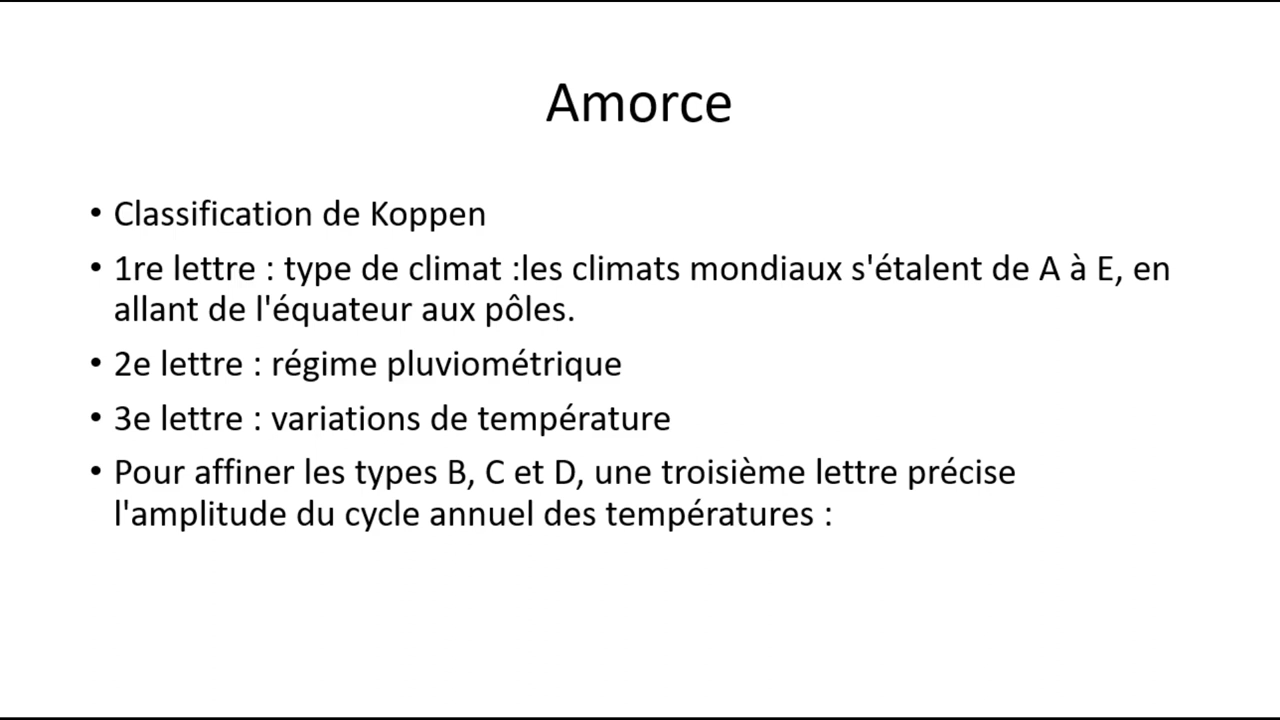 Amorce
• Classification de Koppen
• 1re lettre : type de climat :les climats mondiaux s'étalent de A à E, en
allant de l'équateur aux pôles.
• 2e lettre : régime pluviométrique
• 3e lettre : variations de température
• Pour affiner les types B, C et D, une troisième lettre précise
l'amplitude du cycle annuel des températures :